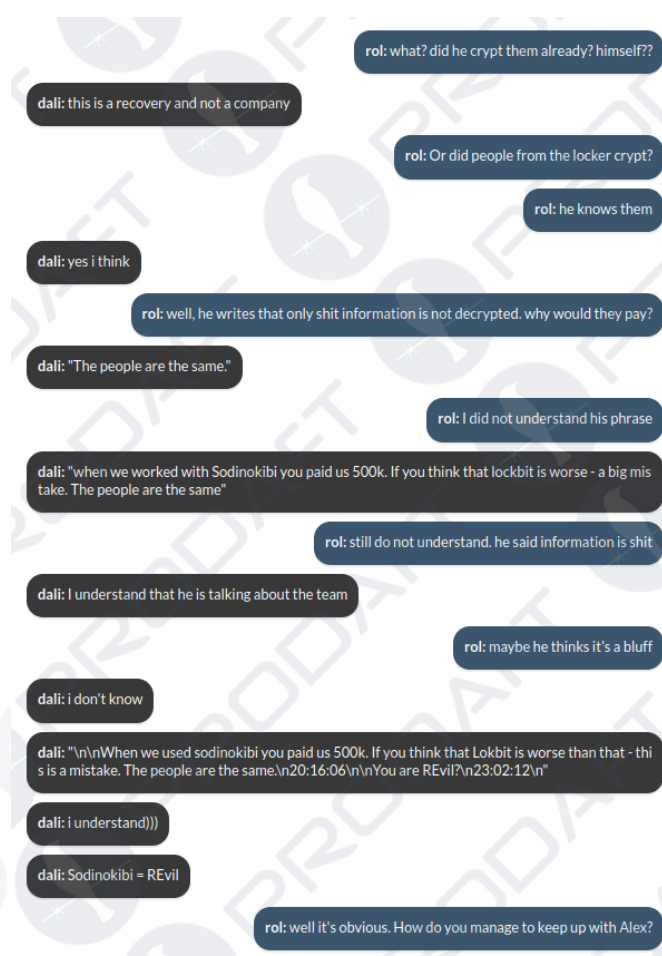 rol: what? did he crypt them already? himself??
dali: this is a recovery and not a company
rol: Or did people from the locker crypt?
rol: he knows them
dali: yes i think
rol: well, he writes that only shit information is not decrypted. why would they pay?
dali: "The people are the same."
rol: I did not understand his phrase
dali: "when we worked with Sodinokibi you paid us 500k. If you think that lockbit is worse - a big mis
take. The people are the same"
rol: still do not understand. he said information is shit
dali: I understand that he is talking about the team
rol: maybe he thinks it's a bluff
dali: i don't know
dali: "\n\nWhen we used sodinokibi you paid us 500k. If you think that Lokbit is worse than that - thi
s is a mistake. The people are the same.\n20:16:06\n\nYou are REvil?\n23:02:12\n"
dali: i understand)))
dali: Sodinokibi = REvil
rol: well it's obvious. How do you manage to keep up with Alex?
PRODAFT